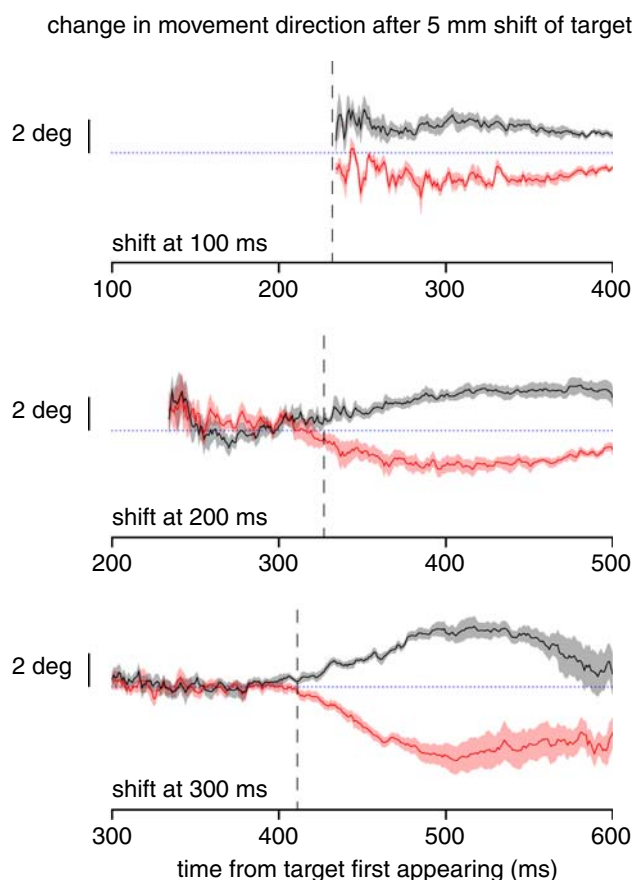 change in movement direction after 5 mm shift of target
2 deg
shift at 100 ms
100 200 300 400
2 deg
shift at 200 ms
200 300 400 500
2 deg
shift at 300 ms
300 400 500 600
time from target first appearing (ms)